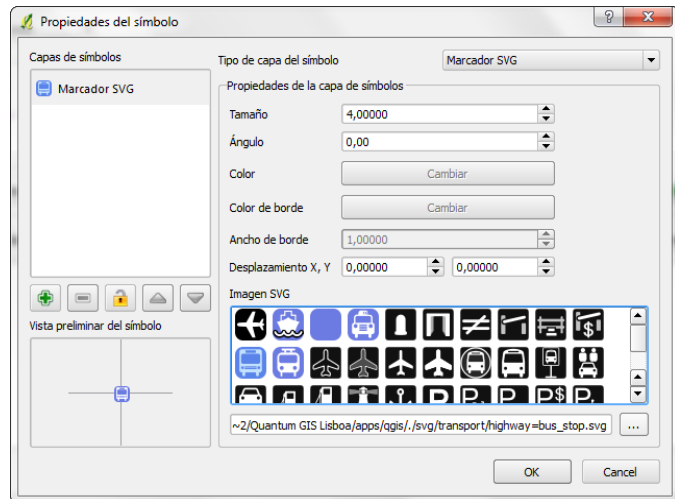 Propiedades del símbolo
Capas de símbolos
Marcador SVG
Vista preliminar del símbolo
Tipo de capa del símbolo
Marcador SVG
Propiedades de la capa de símbolos
Tamaño
4,00000
Ángulo
0,00
Color
Cambiar
Color de borde
Cambiar
Ancho de borde
1,00000
Desplazamiento X, Y
0,00000
0,00000
Imagen SVG
~2/Quantum GIS Lisboa/apps/qgis/./svg/transport/highway=bus_stop.svg
...
OK
Cancel